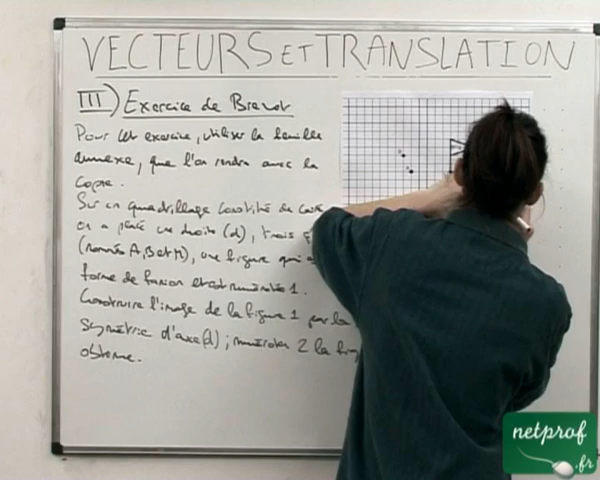 VECTEURS ET TRANSLATION
III) Exercice de Brevet
Pour cet exercice, utiliser la feuille
annexe, que l'on rendra avec la
copie.
Sur un quadrillage constitué de
on a placé une droite (d), trois
(nommés A, B et M), une figure qui a
forme de fanion et est numérotée 1.
Construire l'image de la figure 1 par la
symétrie d'axe (d) ; numéroter 2 la
obtenue.
netprof
.fr